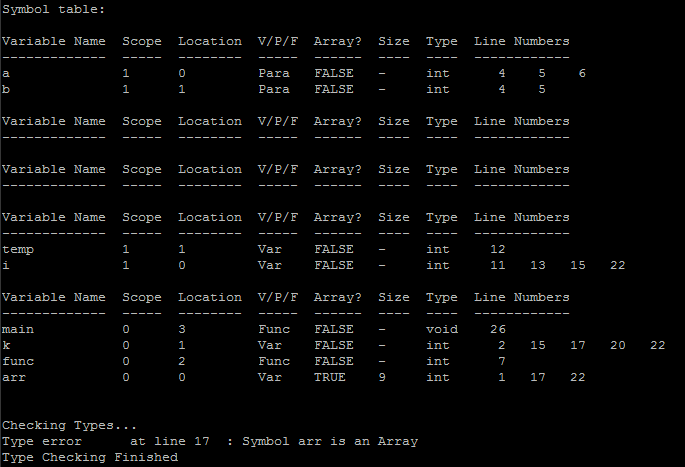 Symbol table:
Variable Name  Scope  Location  V/P/F  Array?  Size  Type  Line Numbers
-------------  -----  --------  -----  ------  ----  ----  ------------
a              1      0         Para   FALSE   -     int      4    5    6
b              1      1         Para   FALSE   -     int      4    5
Variable Name  Scope  Location  V/P/F  Array?  Size  Type  Line Numbers
-------------  -----  --------  -----  ------  ----  ----  ------------
Variable Name  Scope  Location  V/P/F  Array?  Size  Type  Line Numbers
-------------  -----  --------  -----  ------  ----  ----  ------------
Variable Name  Scope  Location  V/P/F  Array?  Size  Type  Line Numbers
-------------  -----  --------  -----  ------  ----  ----  ------------
temp           1      1         Var    FALSE   -     int     12
i              1      0         Var    FALSE   -     int     11   13   15   22
Variable Name  Scope  Location  V/P/F  Array?  Size  Type  Line Numbers
-------------  -----  --------  -----  ------  ----  ----  ------------
main           0      3         Func   FALSE   -     void    26
k              0      1         Var    FALSE   -     int      2   15   17   20   22
func           0      2         Func   FALSE   -     int      7
arr            0      0         Var    TRUE    9     int      1   17   22
Checking Types...
Type error      at line 17  : Symbol arr is an Array
Type Checking Finished